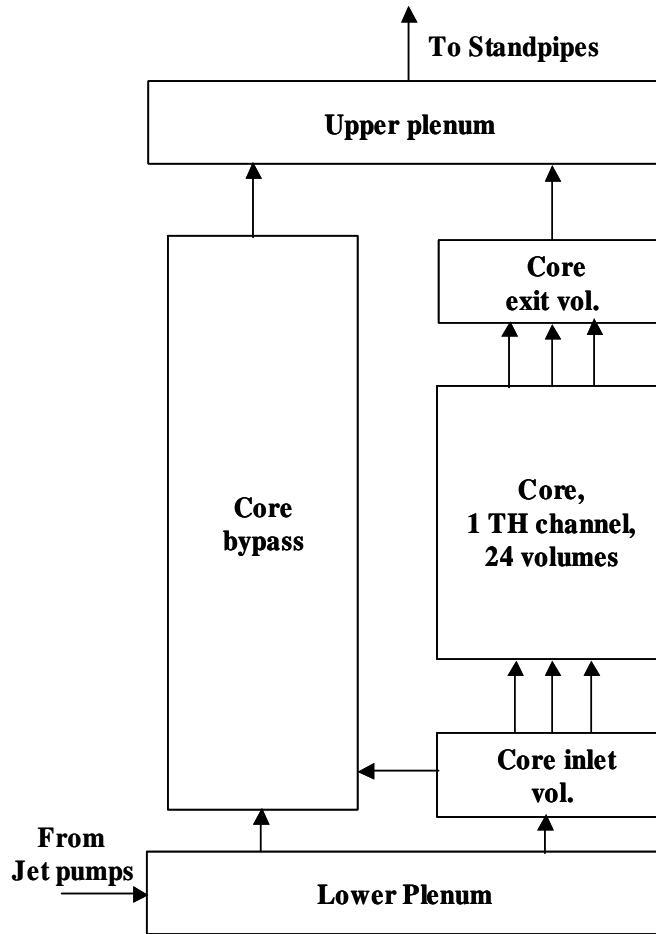 To Standpipes
Upper plenum
Core
exit vol.
Core
bypass
Core,
1 TH channel,
24 volumes
Core inlet
vol.
From
Jet pumps
Lower Plenum